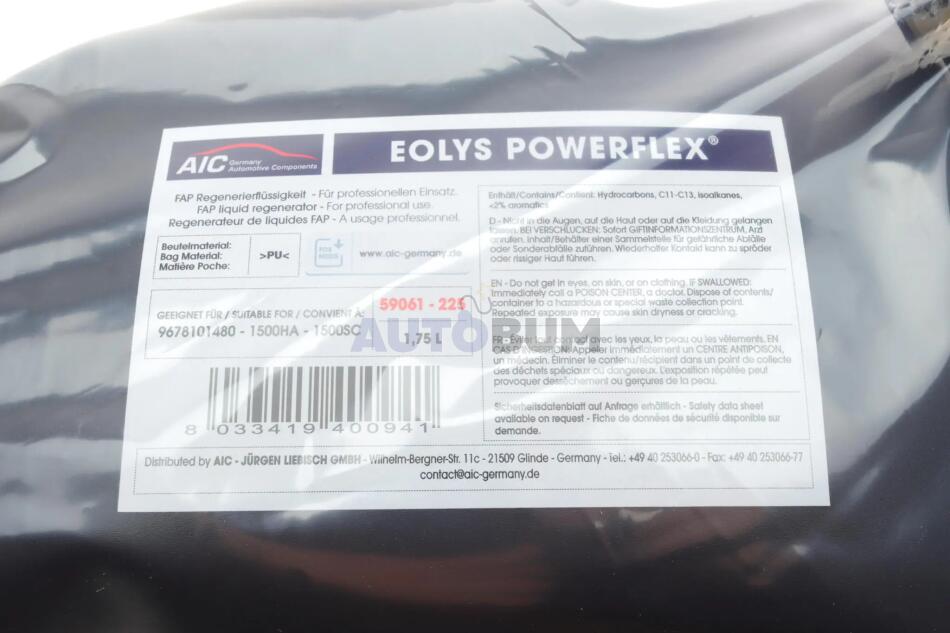 AIC Germany
Automotive Components
EOLYS POWERFLEX®
FAP Regenerierflüssigkeit - Für professionellen Einsatz.
FAP liquid regenerator - For professional use.
Regenerateur de liquides FAP - A usage professionnel.
Beutelmaterial:
Bag Material:
Matière Poche:
>PU<
www.aic-germany.de
GEEIGNET FÜR / SUITABLE FOR / CONVIENT À:
9678101480 - 1500HA - 1500SC
59061 - 225
1,75 L
8 033419 400941
Enthält/Contains/Contient: Hydrocarbons, C11-C13, isoalkanes,
<2% aromatics
D - Nicht in die Augen, auf die Haut oder auf die Kleidung gelangen
lassen. BEI VERSCHLUCKEN: Sofort GIFTINFORMATIONSZENTRUM, Arzt
anrufen. Inhalt/Behälter einer Sammelstelle für gefährliche Abfälle
oder Sonderabfälle zuführen. Wiederholter Kontakt kann zu spröder
oder rissiger Haut führen.
EN - Do not get in eyes, on skin, or on clothing. IF SWALLOWED:
Immediately call a POISON CENTER, a doctor. Dispose of contents/
container to a hazardous or special waste collection point.
Repeated exposure may cause skin dryness or cracking.
FR - Éviter tout contact avec les yeux, la peau ou les vêtements. EN
CAS D'INGESTION: Appeler immédiatement un CENTRE ANTIPOISON,
un médecin. Éliminer le contenu/récipient dans un point de collecte
des déchets spéciaux ou dangereux. L'exposition répétée peut
provoquer dessèchement ou gerçures de la peau.
Sicherheitsdatenblatt auf Anfrage erhältlich - Safety data sheet
available on request - Fiche de données de sécurité disponible sur
demande.
Distributed by AIC - JÜRGEN LIEBISCH GMBH - Wilhelm-Bergner-Str. 11c - 21509 Glinde - Germany - Tel.: +49 40 253066-0 - Fax: +49 40 253066-77
contact@aic-germany.de
AUTOBUM